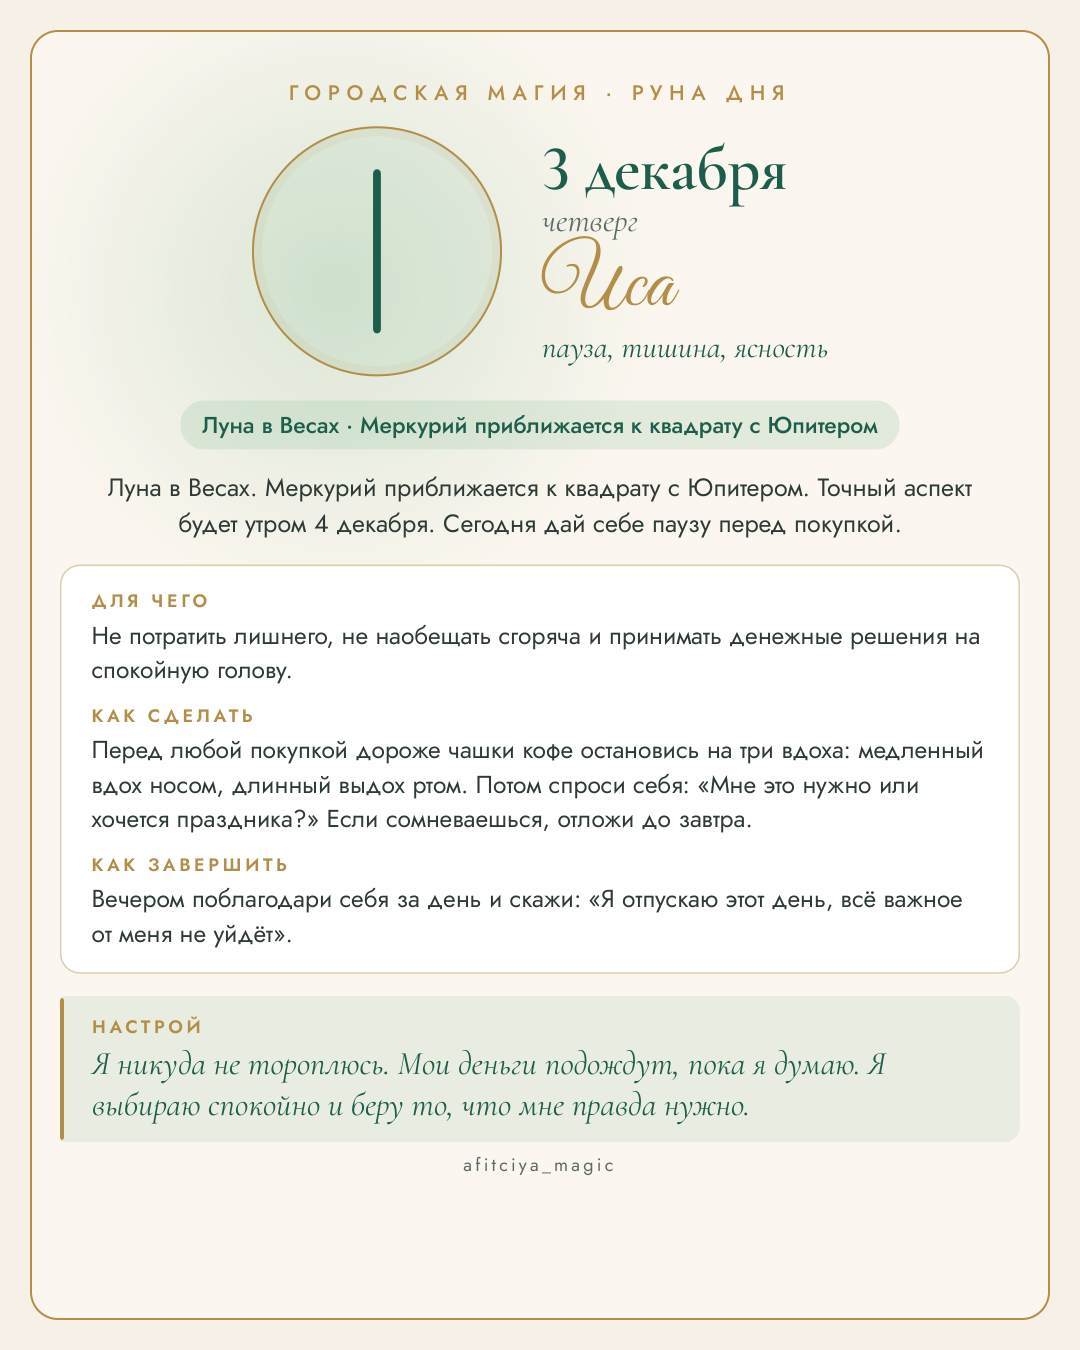 ГОРОДСКАЯ МАГИЯ · РУНА ДНЯ
3 декабря
четверг
Иса
пауза, тишина, ясность
Луна в Весах · Меркурий приближается к квадрату с Юпитером
Луна в Весах. Меркурий приближается к квадрату с Юпитером. Точный аспект
будет утром 4 декабря. Сегодня дай себе паузу перед покупкой.
ДЛЯ ЧЕГО
Не потратить лишнего, не наобещать сгоряча и принимать денежные решения на
спокойную голову.
КАК СДЕЛАТЬ
Перед любой покупкой дороже чашки кофе остановись на три вдоха: медленный
вдох носом, длинный выдох ртом. Потом спроси себя: «Мне это нужно или
хочется праздника?» Если сомневаешься, отложи до завтра.
КАК ЗАВЕРШИТЬ
Вечером поблагодари себя за день и скажи: «Я отпускаю этот день, всё важное
от меня не уйдёт».
НАСТРОЙ
Я никуда не тороплюсь. Мои деньги подождут, пока я думаю. Я
выбираю спокойно и беру то, что мне правда нужно.
afitciya_magic